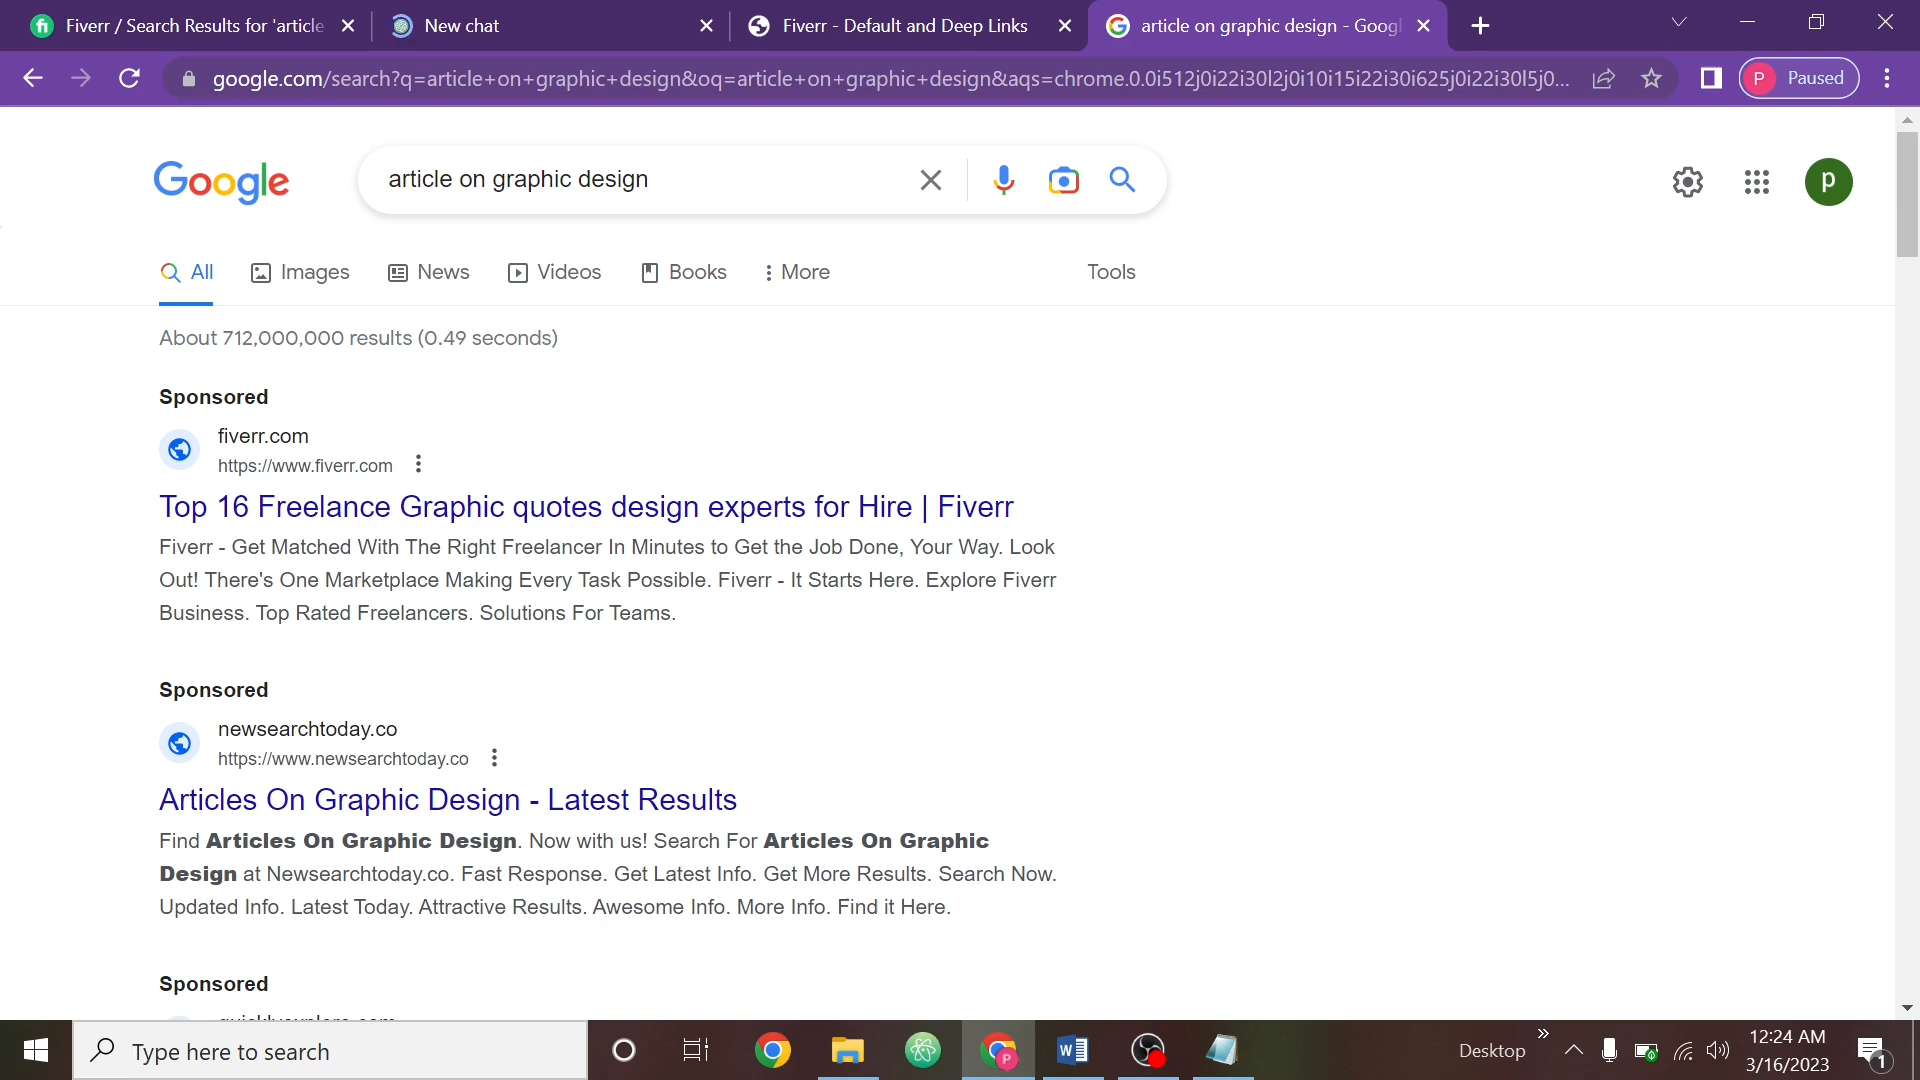 Fiverr / Search Results for 'article
New chat
Fiverr - Default and Deep Links
article on graphic design - Goog
google.com/search?q=article+on+graphic+design&oq=article+on+graphic+design&aqs=chrome.0.0i512j0i22i30l2j0i10i15i22i30i625j0i22i30l5j0...
P Paused
Google
article on graphic design
p
All Images News Videos Books More Tools
About 712,000,000 results (0.49 seconds)
Sponsored
fiverr.com
https://www.fiverr.com
Top 16 Freelance Graphic quotes design experts for Hire | Fiverr
Fiverr - Get Matched With The Right Freelancer In Minutes to Get the Job Done, Your Way. Look
Out! There's One Marketplace Making Every Task Possible. Fiverr - It Starts Here. Explore Fiverr
Business. Top Rated Freelancers. Solutions For Teams.
Sponsored
newsearchtoday.co
https://www.newsearchtoday.co
Articles On Graphic Design - Latest Results
Find Articles On Graphic Design. Now with us! Search For Articles On Graphic
Design at Newsearchtoday.co. Fast Response. Get Latest Info. Get More Results. Search Now.
Updated Info. Latest Today. Attractive Results. Awesome Info. More Info. Find it Here.
Sponsored
Type here to search
Desktop
12:24 AM
3/16/2023
1